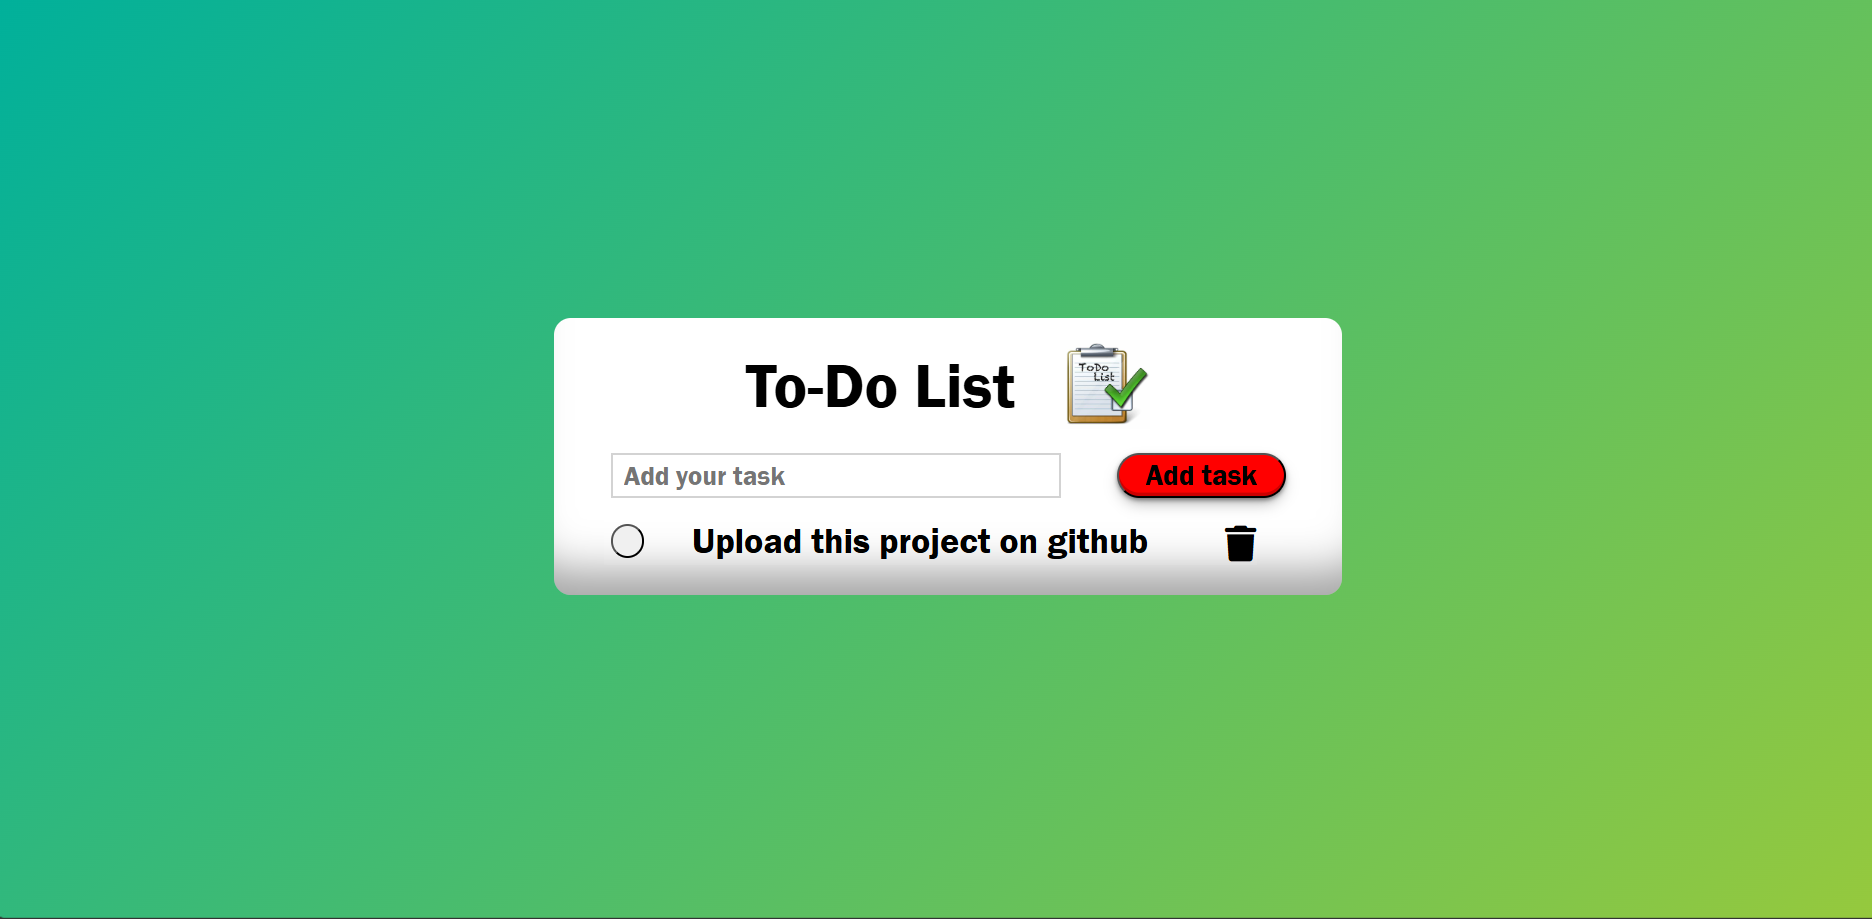 To-Do List
ToDo
List
Add your task
Add task
Upload this project on github